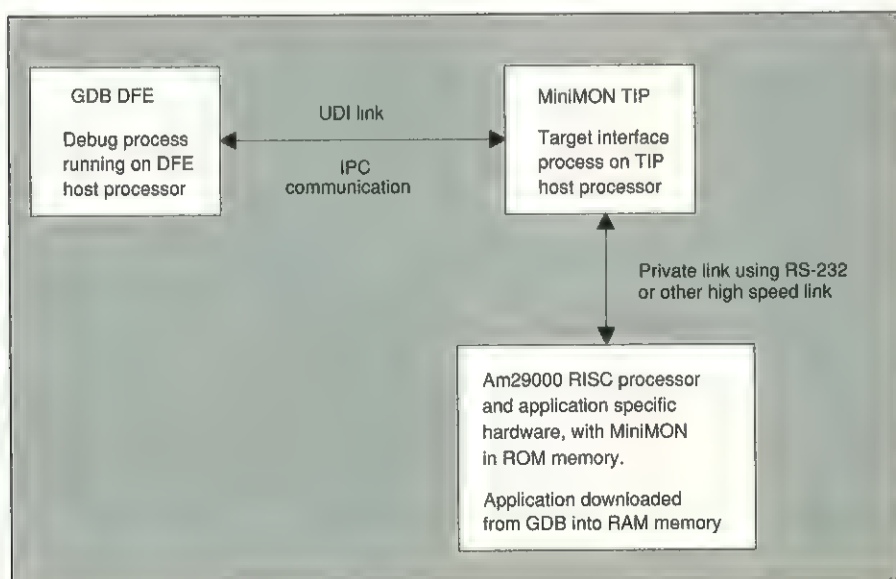 GDB DFE
Debug process
running on DFE
host processor
UDI link
IPC
communication
MiniMON TIP
Target interface
process on TIP
host processor
Private link using RS-232
or other high speed link
Am29000 RISC processor
and application specific
hardware, with MiniMON
in ROM memory.
Application downloaded
from GDB into RAM memory